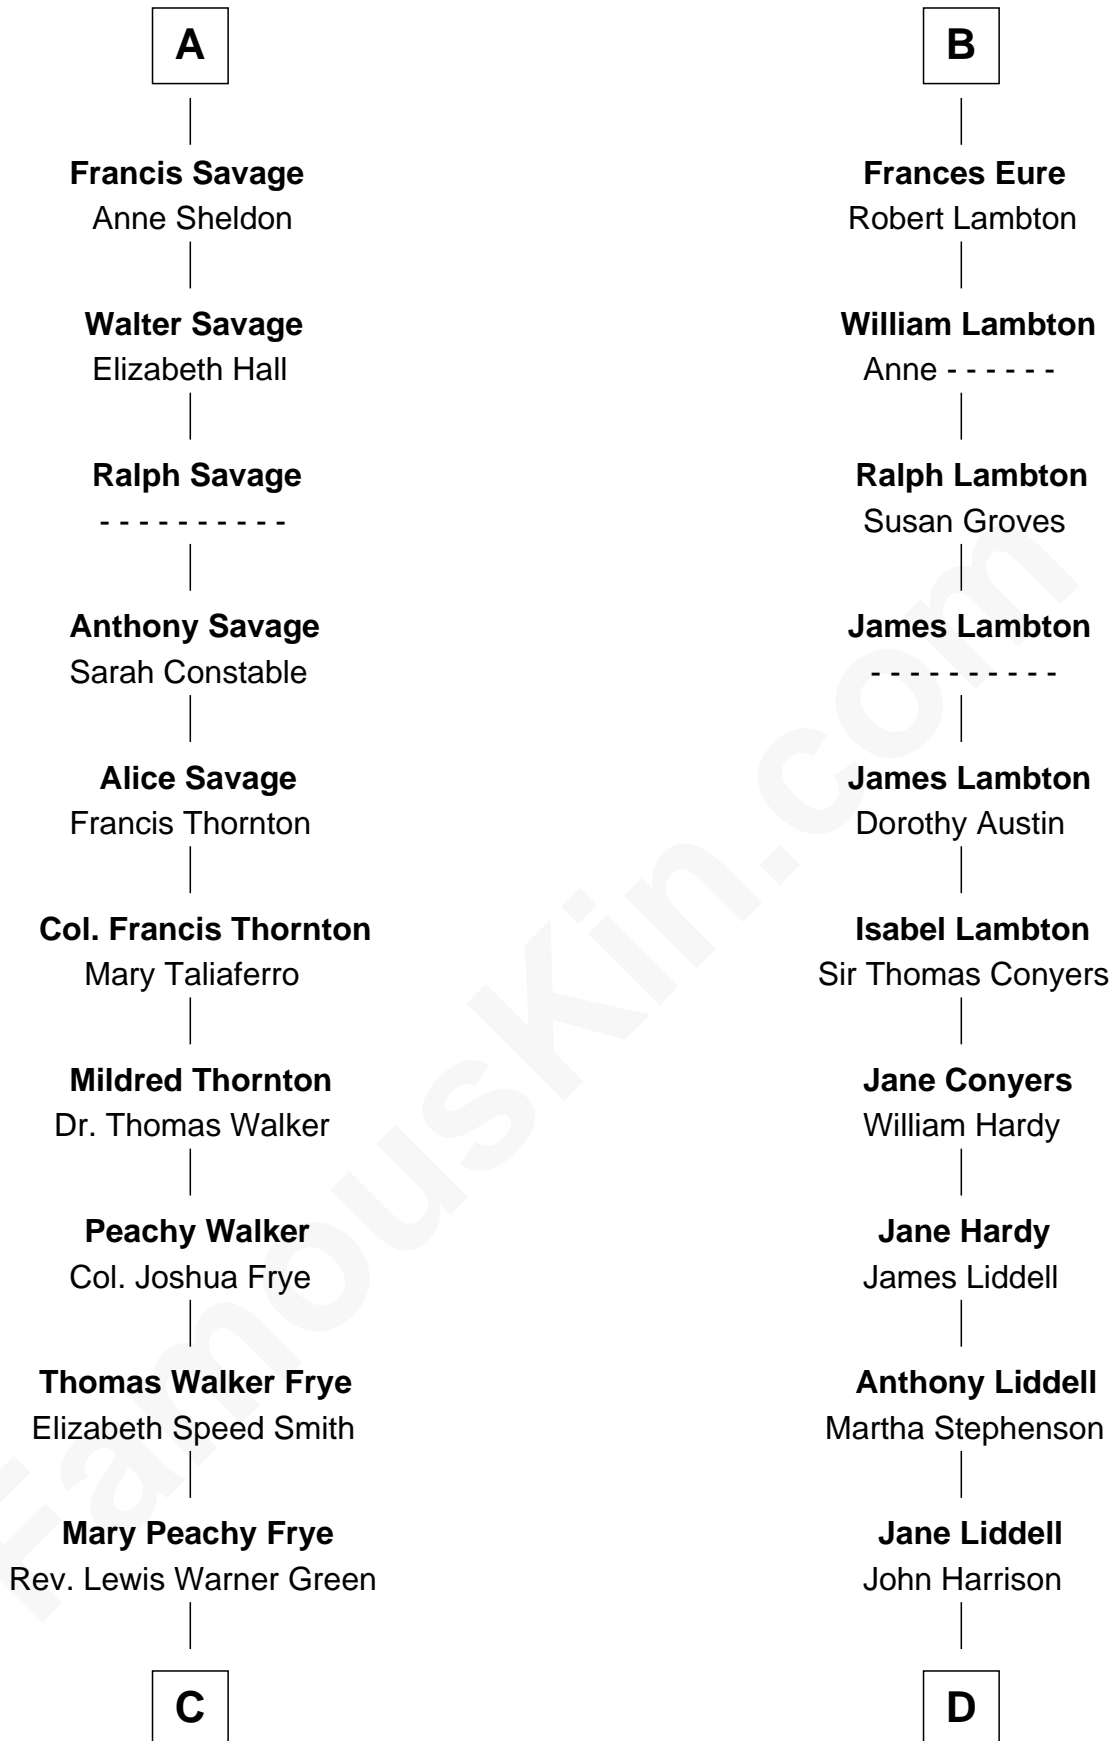 A
Francis Savage
Anne Sheldon
Walter Savage
Elizabeth Hall
Ralph Savage
- - - - - - - - - -
Anthony Savage
Sarah Constable
Alice Savage
Francis Thornton
Col. Francis Thornton
Mary Taliaferro
Mildred Thornton
Dr. Thomas Walker
Peachy Walker
Col. Joshua Frye
Thomas Walker Frye
Elizabeth Speed Smith
Mary Peachy Frye
Rev. Lewis Warner Green
C
B
Frances Eure
Robert Lambton
William Lambton
Anne - - - - - -
Ralph Lambton
Susan Groves
James Lambton
- - - - - - - - - -
James Lambton
Dorothy Austin
Isabel Lambton
Sir Thomas Conyers
Jane Conyers
William Hardy
Jane Hardy
James Liddell
Anthony Liddell
Martha Stephenson
Jane Liddell
John Harrison
D
FamousKin.com